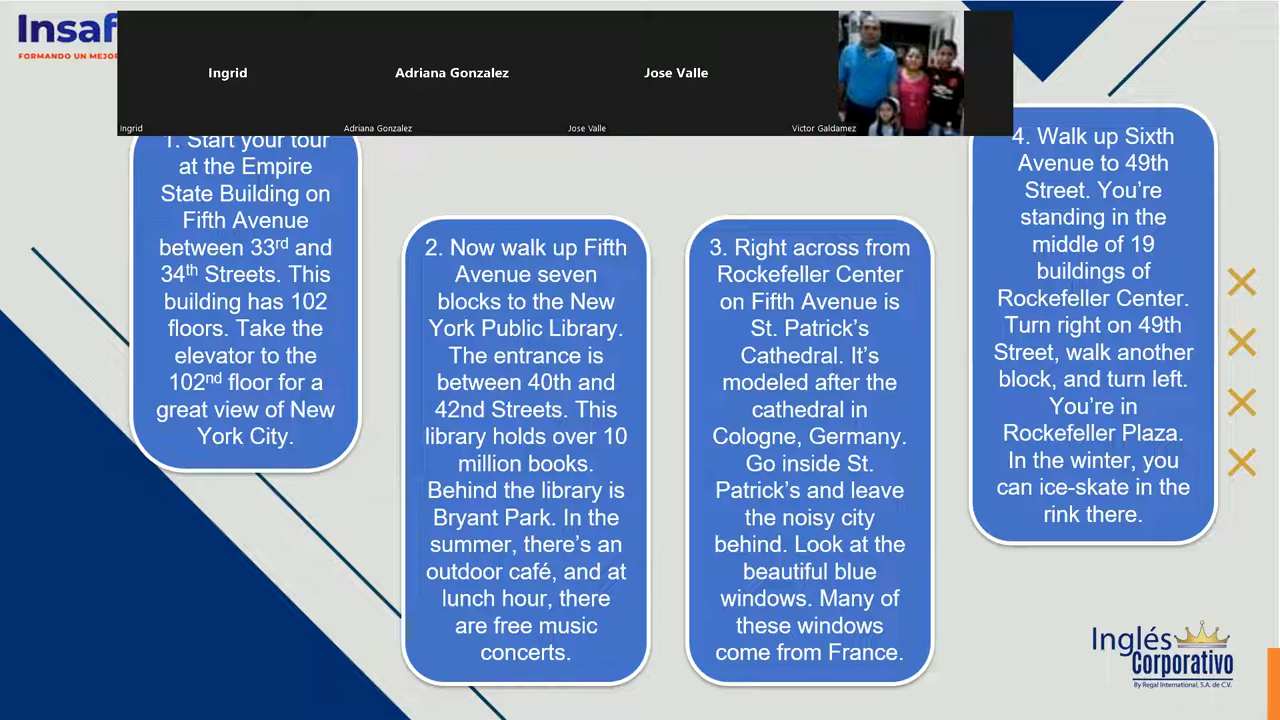 Insaf
FORMANDO UN MEJOR
Ingrid
Adriana Gonzalez
Jose Valle
Ingrid
Adriana Gonzalez
Jose Valle
Victor Galdamez
1. Start your tour
at the Empire
State Building on
Fifth Avenue
between 33rd and
34th Streets. This
building has 102
floors. Take the
elevator to the
102nd floor for a
great view of New
York City.
2. Now walk up Fifth
Avenue seven
blocks to the New
York Public Library.
The entrance is
between 40th and
42nd Streets. This
library holds over 10
million books.
Behind the library is
Bryant Park. In the
summer, there's an
outdoor café, and at
lunch hour, there
are free music
concerts.
3. Right across from
Rockefeller Center
on Fifth Avenue is
St. Patrick's
Cathedral. It's
modeled after the
cathedral in
Cologne, Germany.
Go inside St.
Patrick's and leave
the noisy city
behind. Look at the
beautiful blue
windows. Many of
these windows
come from France.
4. Walk up Sixth
Avenue to 49th
Street. You're
standing in the
middle of 19
buildings of
Rockefeller Center.
Turn right on 49th
Street, walk another
block, and turn left.
You're in
Rockefeller Plaza.
In the winter, you
can ice-skate in the
rink there.
Inglés
Corporativo
By Regal International, S.A. de C.V.